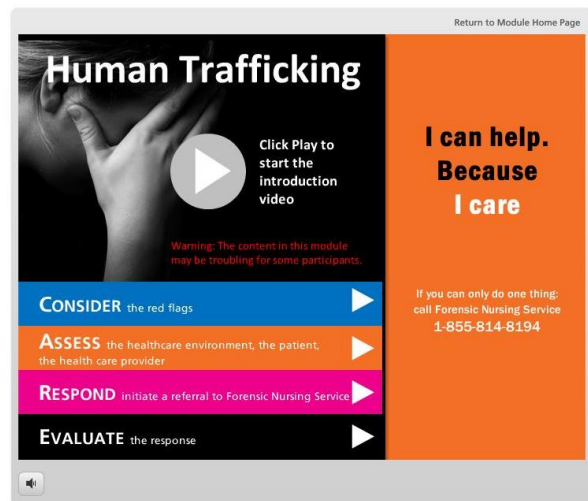 Return to Module Home Page
Human Trafficking
Click Play to
start the
introduction
video
Warning: The content in this module
may be troubling for some participants.
I can help.
Because
I care
If you can only do one thing:
call Forensic Nursing Service
1-855-814-8194
CONSIDER the red flags
ASSESS the healthcare environment, the patient,
the health care provider
RESPOND initiate a referral to Forensic Nursing Service
EVALUATE the response